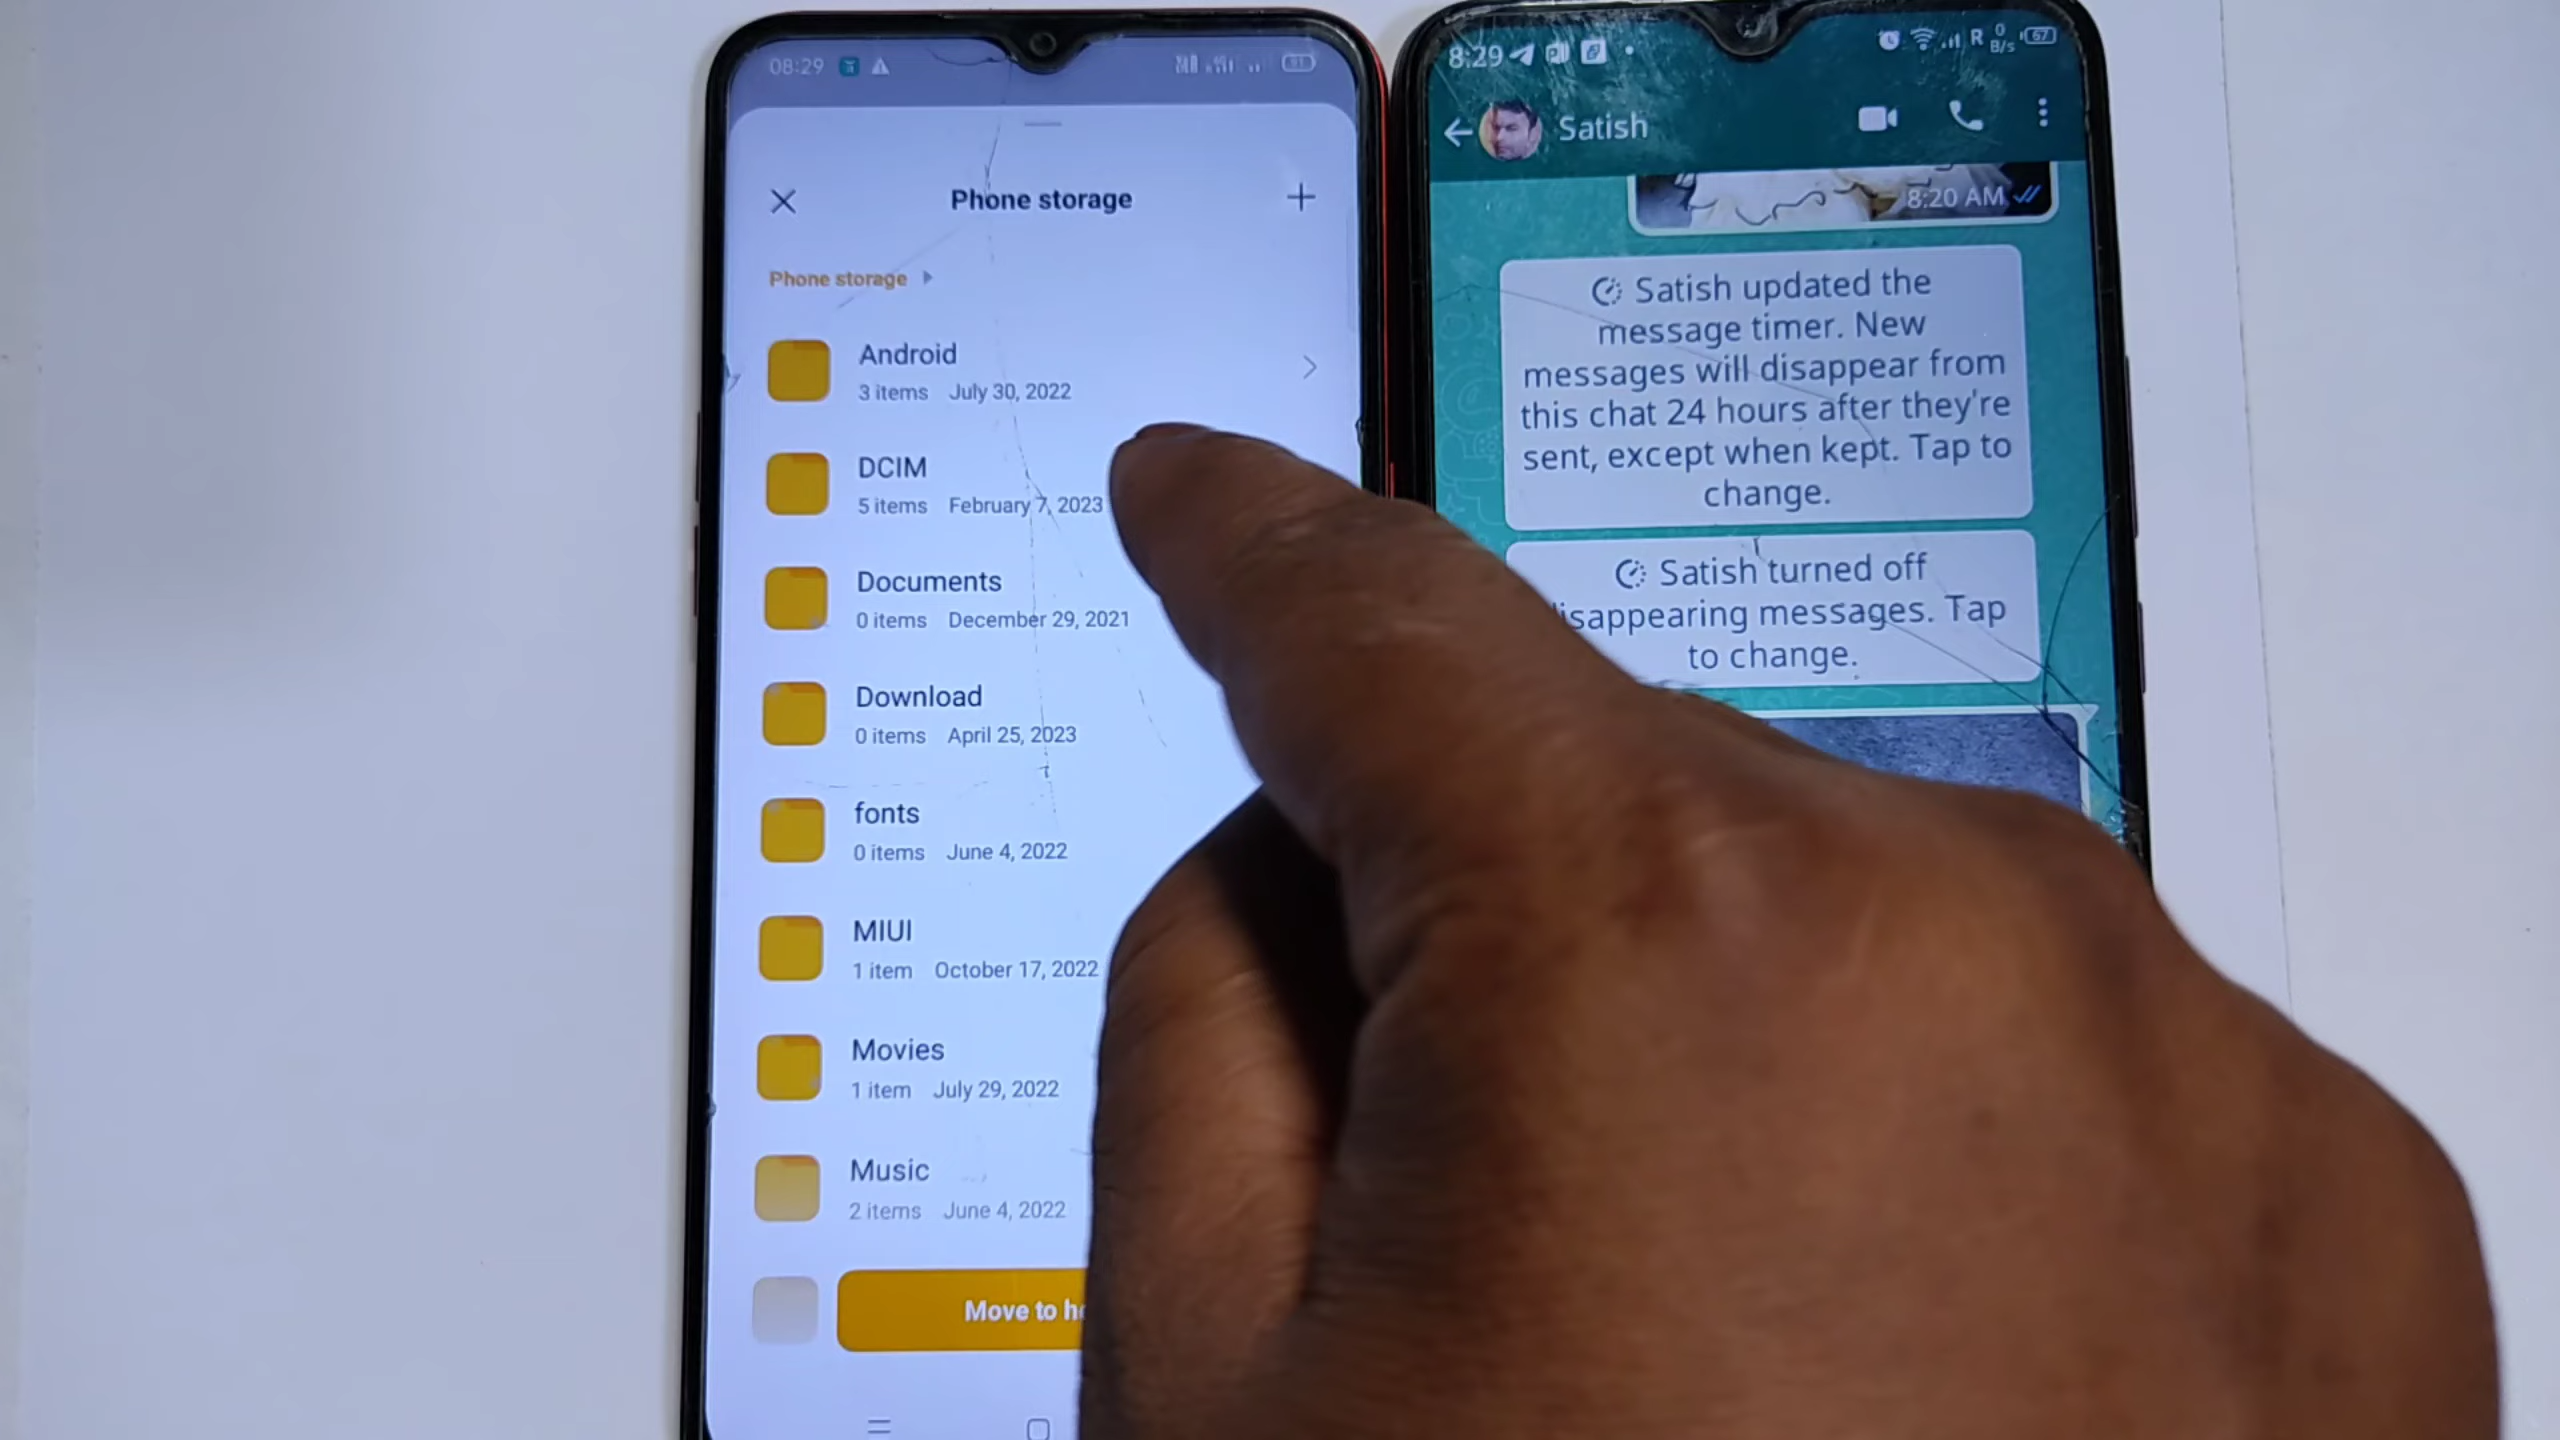 08:29
Phone storage
Phone storage
Android
3 items July 30, 2022
DCIM
5 items February 7, 2023
Documents
0 items December 29, 2021
Download
0 items April 25, 2023
fonts
0 items June 4, 2022
MIUI
1 item October 17, 2022
Movies
1 item July 29, 2022
Music
2 items June 4, 2022
Move to
8:29 R 0 B/s 67
Satish
8:20 AM
Satish updated the
message timer. New
messages will disappear from
this chat 24 hours after they're
sent, except when kept. Tap to
change.
Satish turned off
isappearing messages. Tap
to change.